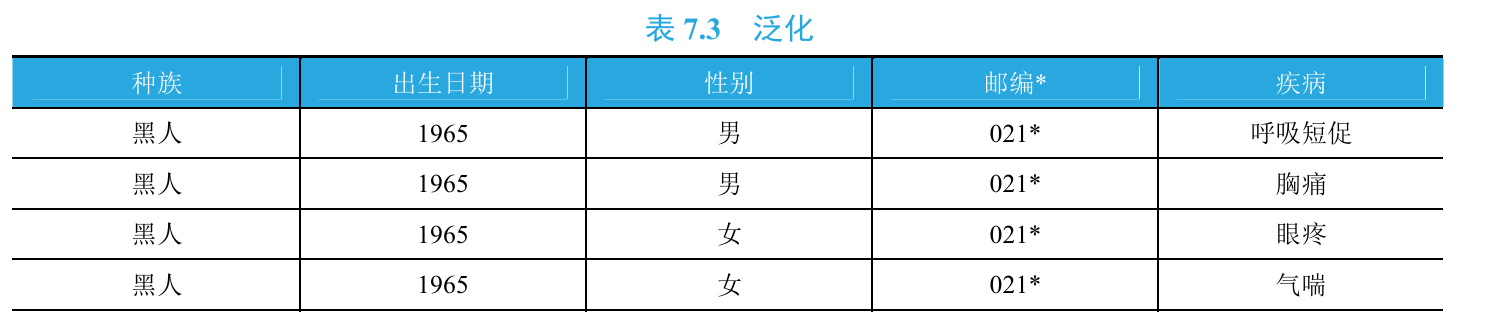 表 7.3 泛化
种族 出生日期 性别 邮编* 疾病
黑人 1965 男 021* 呼吸短促
黑人 1965 男 021* 胸痛
黑人 1965 女 021* 眼疼
黑人 1965 女 021* 气喘